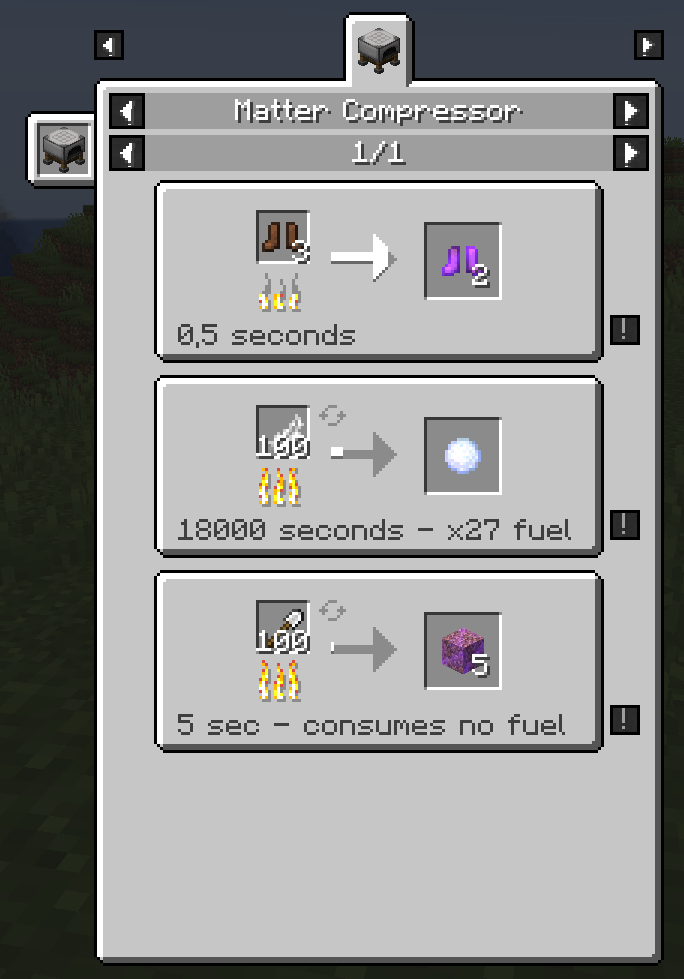 Matter Compressor
1/1
3
2
0,5 seconds
!
100
18000 seconds - x27 fuel
!
100
5
5 sec - consumes no fuel
!